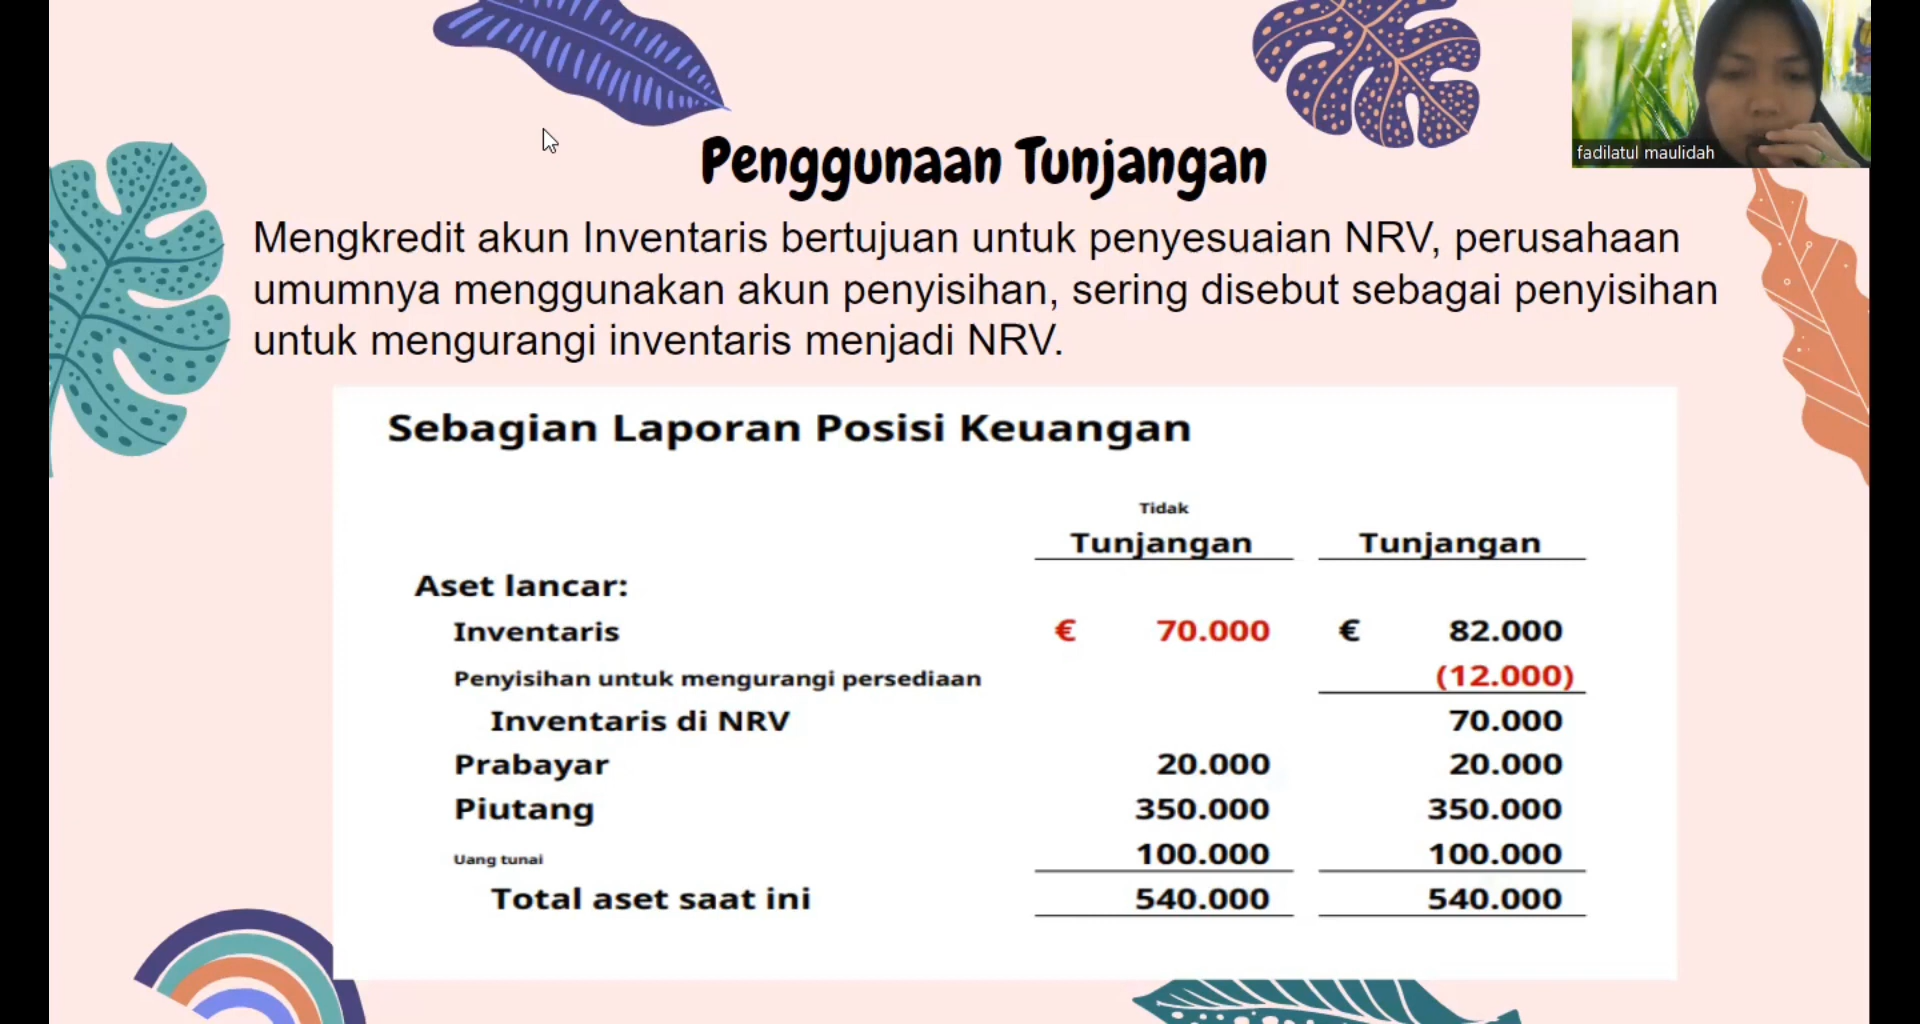 fadilatul maulidah
Penggunaan Tunjangan
Mengkredit akun Inventaris bertujuan untuk penyesuaian NRV, perusahaan
umumnya menggunakan akun penyisihan, sering disebut sebagai penyisihan
untuk mengurangi inventaris menjadi NRV.
Sebagian Laporan Posisi Keuangan
Tidak
Tunjangan Tunjangan
Aset lancar:
Inventaris € 70.000 € 82.000
Penyisihan untuk mengurangi persediaan (12.000)
Inventaris di NRV 70.000
Prabayar 20.000 20.000
Piutang 350.000 350.000
Uang tunai 100.000 100.000
Total aset saat ini 540.000 540.000